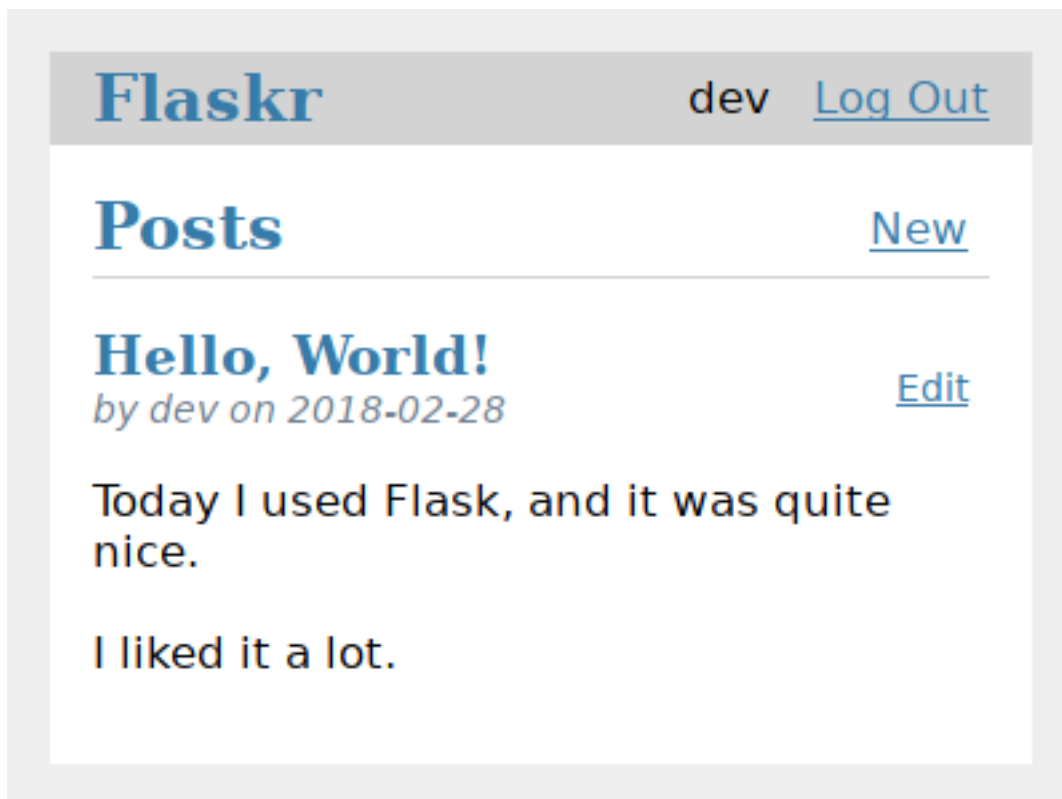 Flaskr dev Log Out
Posts New
Hello, World!
by dev on 2018-02-28
Edit
Today I used Flask, and it was quite
nice.
I liked it a lot.